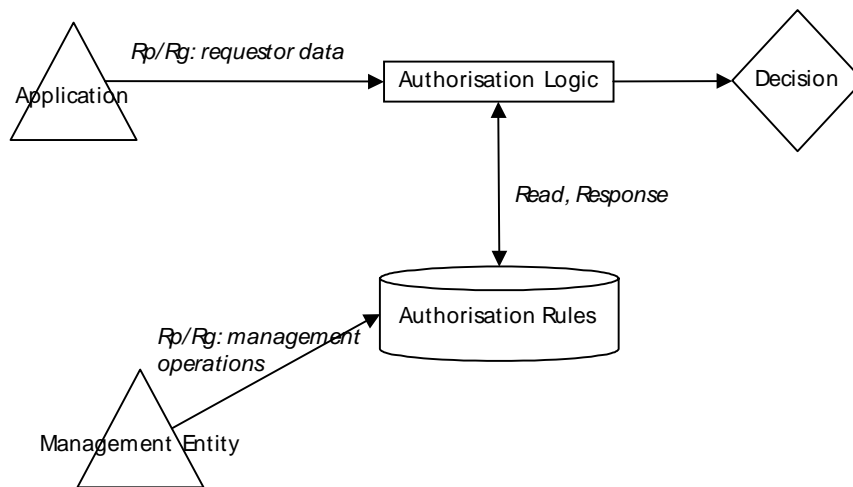 Rp/Rg: requestor data
Application
Authorisation Logic
Decision
Read, Response
Authorisation Rules
Rp/Rg: management
operations
Management Entity